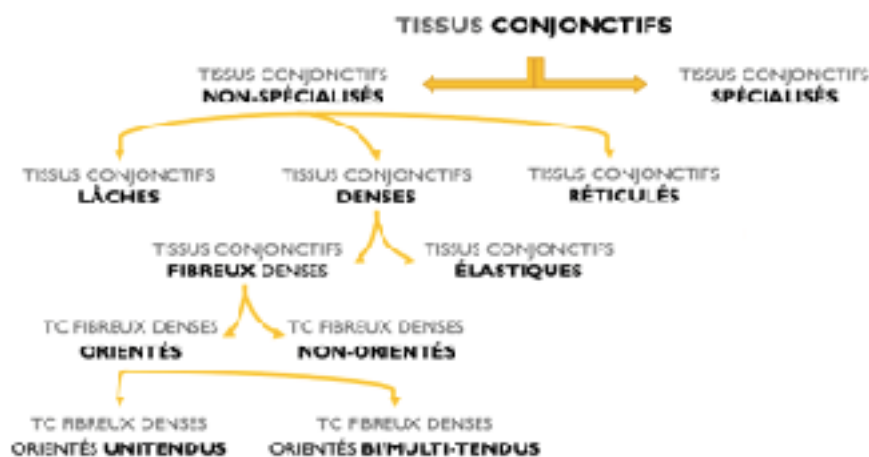 TISSUS CONJONCTIFS
TISSUS CONJONCTIFS
NON-SPÉCIALISÉS
TISSUS CONJONCTIFS
SPÉCIALISÉS
TISSUS CONJONCTIFS
LÂCHES
TISSUS CONJONCTIFS
DENSES
TISSUS CONJONCTIFS
RÉTICULÉS
TISSUS CONJONCTIFS
FIBREUX DENSES
TISSUS CONJONCTIFS
ÉLASTIQUES
TC FIBREUX DENSES
ORIENTÉS
TC FIBREUX DENSES
NON-ORIENTÉS
TC FIBREUX DENSES
ORIENTÉS UNITENDUS
TC FIBREUX DENSES
ORIENTÉS BI/MULTI-TENDUS